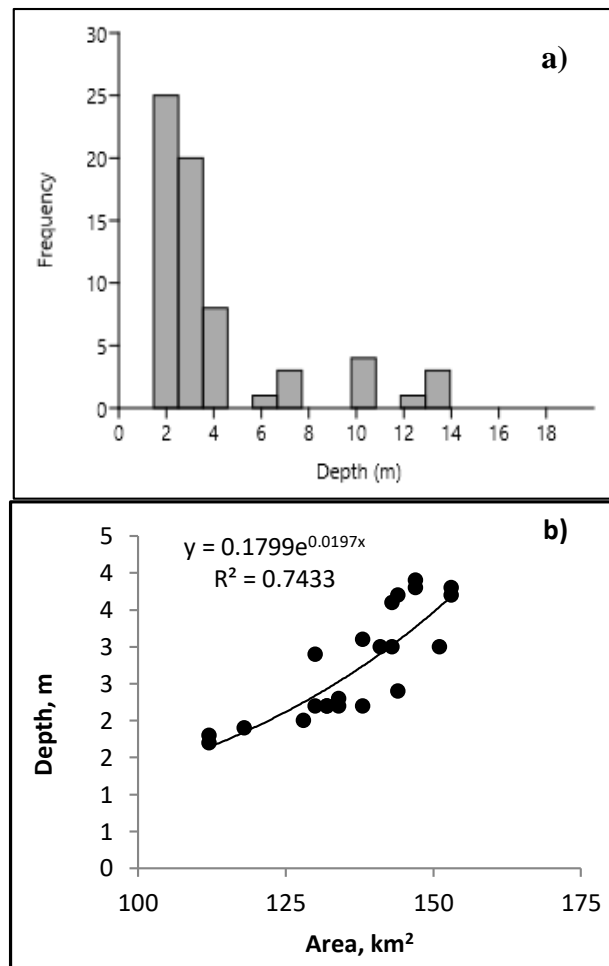 a)
30
25
20
15
10
5
0
Frequency
0 2 4 6 8 10 12 14 16 18
Depth (m)
b)
y = 0.1799e^0.0197x
R² = 0.7433
5
4
4
3
3
2
2
1
1
0
Depth, m
100 125 150 175
Area, km²